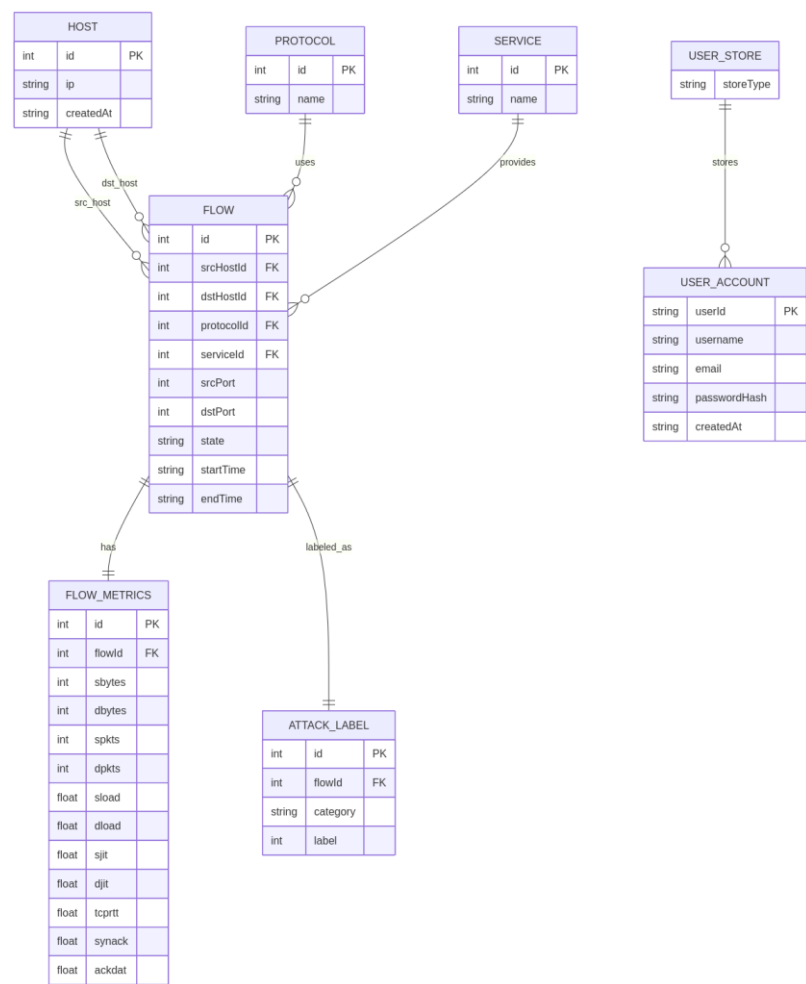 HOST
int id PK
string ip
string createdAt
PROTOCOL
int id PK
string name
SERVICE
int id PK
string name
USER_STORE
string storeType
dst_host
src_host
uses
provides
stores
FLOW
int id PK
int srcHostId FK
int dstHostId FK
int protocolId FK
int serviceId FK
int srcPort
int dstPort
string state
string startTime
string endTime
USER_ACCOUNT
string userId PK
string username
string email
string passwordHash
string createdAt
has
labeled_as
FLOW_METRICS
int id PK
int flowId FK
int sbytes
int dbytes
int spkts
int dpkts
float sload
float dload
float sjit
float djit
float tcprtt
float synack
float ackdat
ATTACK_LABEL
int id PK
int flowId FK
string category
int label